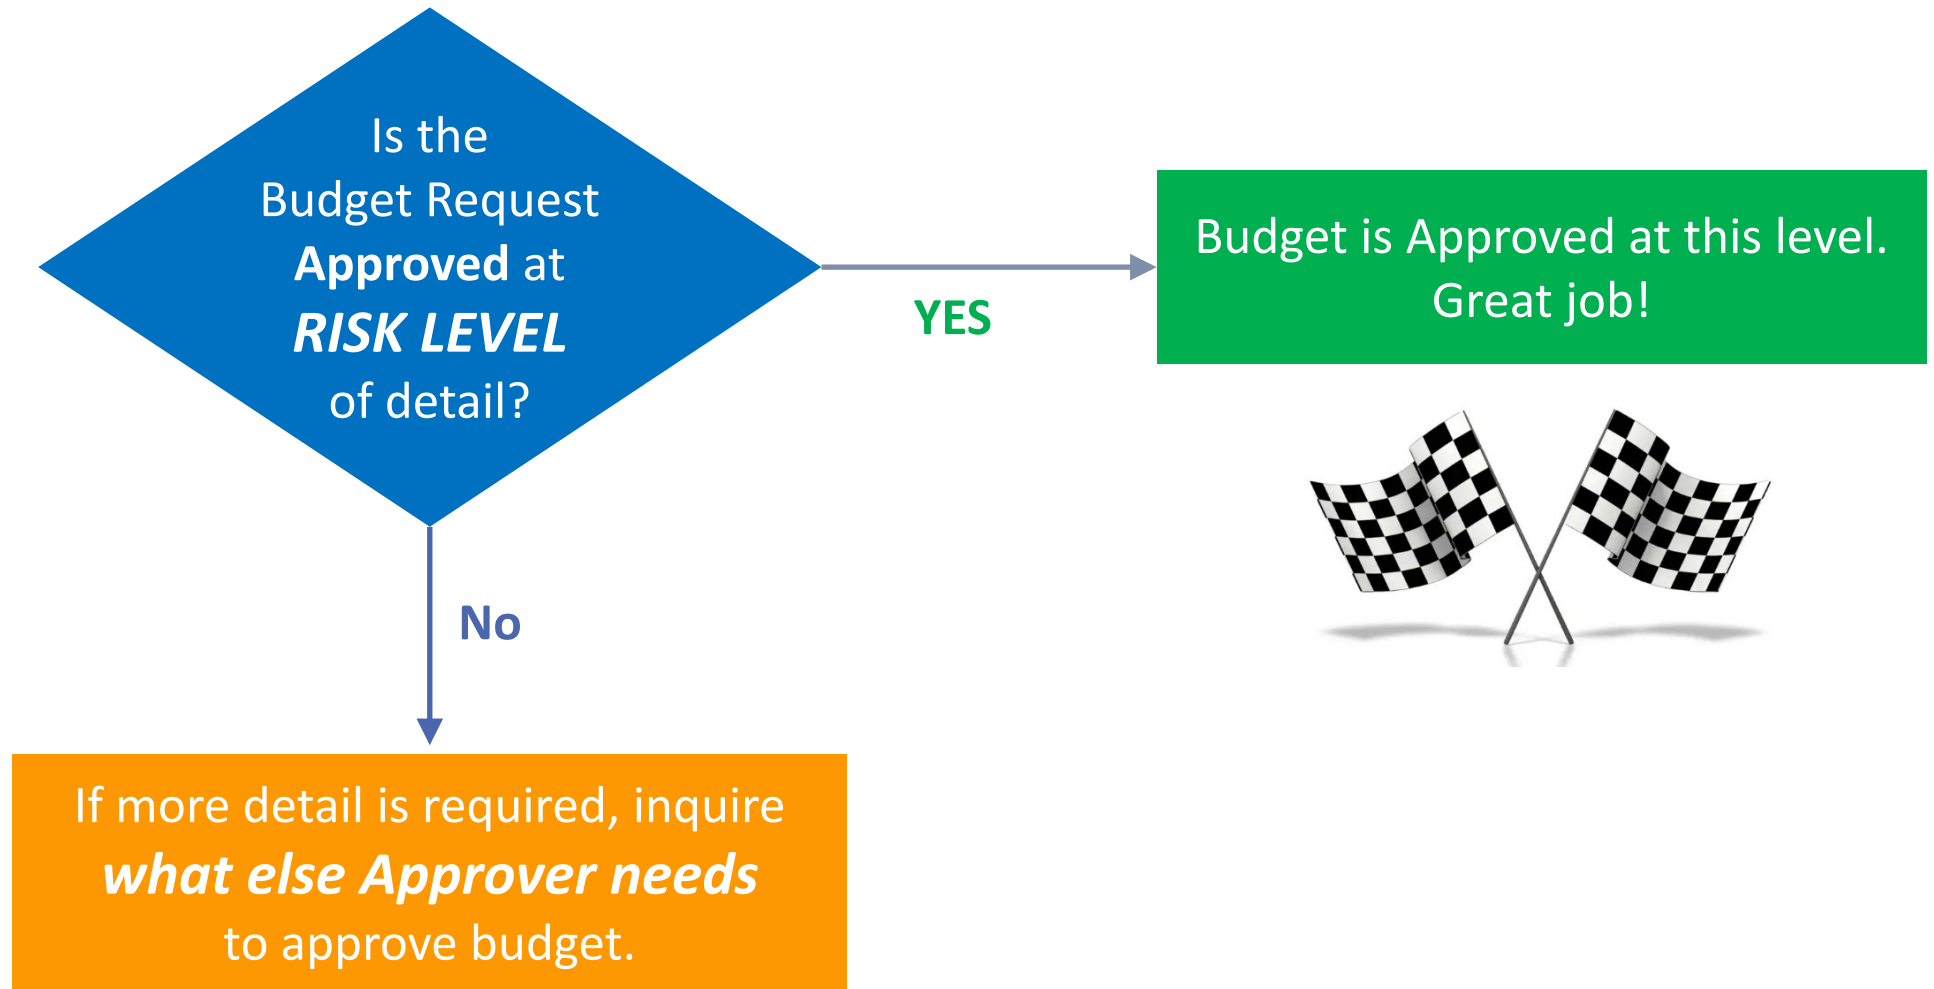 Is the
Budget Request
Approved at
RISK LEVEL
of detail?
YES
Budget is Approved at this level.
Great job!
No
If more detail is required, inquire
what else Approver needs
to approve budget.